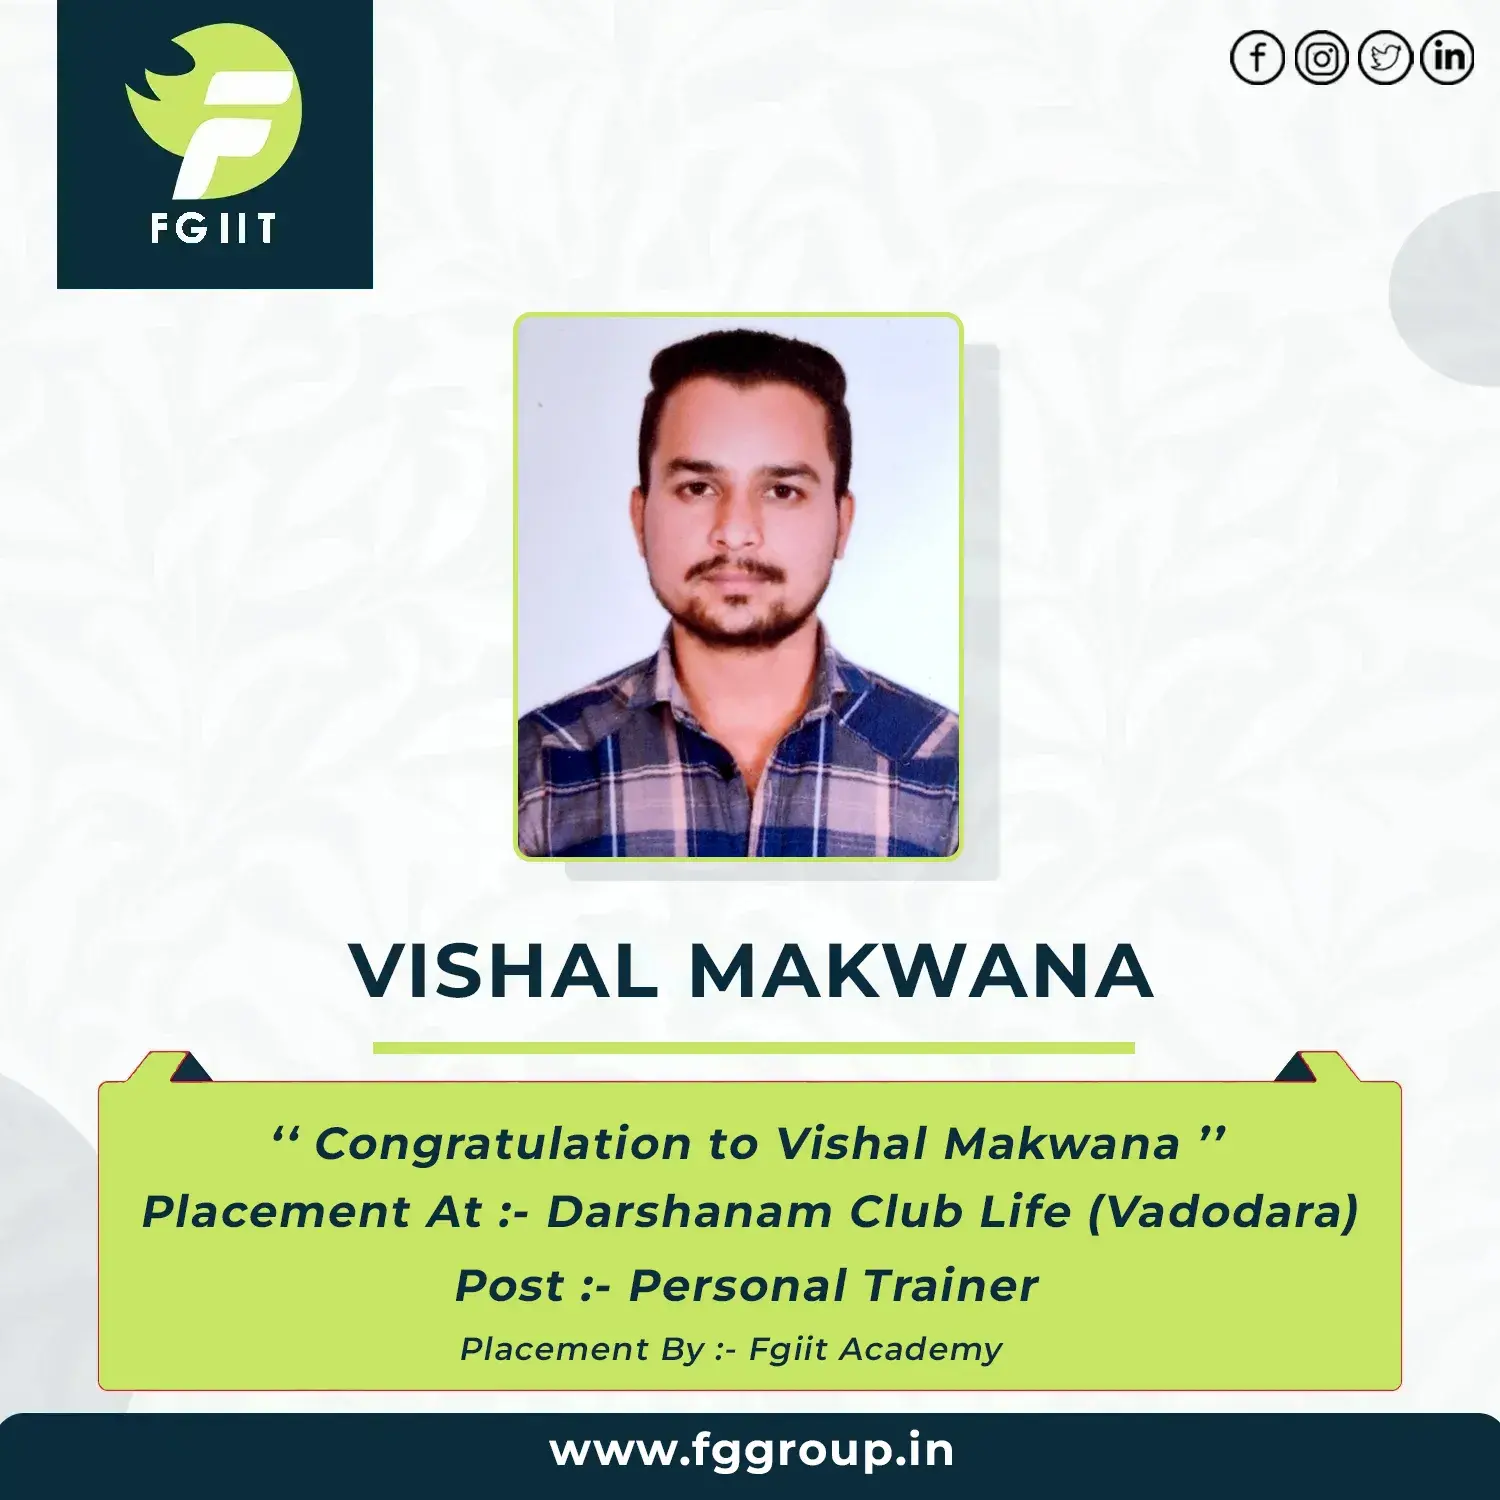 FGIIT
VISHAL MAKWANA
‘‘ Congratulation to Vishal Makwana ’’
Placement At :- Darshanam Club Life (Vadodara)
Post :- Personal Trainer
Placement By :- Fgiit Academy
www.fggroup.in